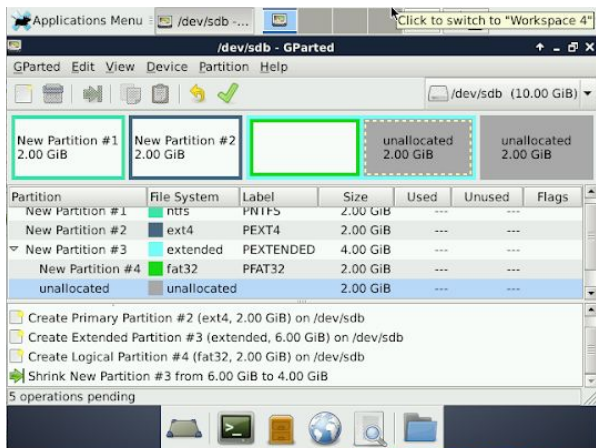 Applications Menu /dev/sdb -... Click to switch to "Workspace 4"
/dev/sdb - GParted
GParted Edit View Device Partition Help
/dev/sdb (10.00 GiB)
New Partition #1 New Partition #2 unallocated unallocated
2.00 GiB 2.00 GiB 2.00 GiB 2.00 GiB
Partition File System Label Size Used Unused Flags
New Partition #1 ntfs PNTFS 2.00 GiB --- ---
New Partition #2 ext4 PEXT4 2.00 GiB --- ---
New Partition #3 extended PEXTENDED 4.00 GiB --- ---
New Partition #4 fat32 PFAT32 2.00 GiB --- ---
unallocated unallocated 2.00 GiB --- ---
Create Primary Partition #2 (ext4, 2.00 GiB) on /dev/sdb
Create Extended Partition #3 (extended, 6.00 GiB) on /dev/sdb
Create Logical Partition #4 (fat32, 2.00 GiB) on /dev/sdb
Shrink New Partition #3 from 6.00 GiB to 4.00 GiB
5 operations pending